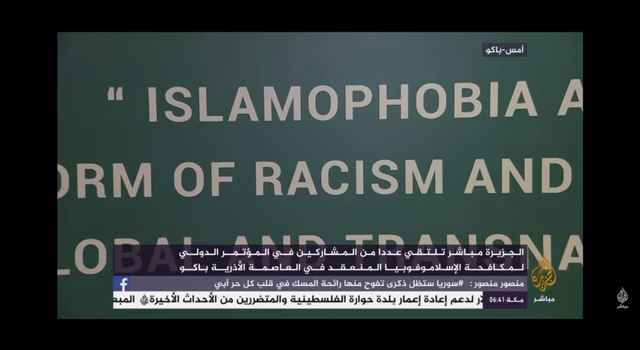 أمس-باكو
“ ISLAMOPHOBIA A
ORM OF RACISM AND
LOBAL AND TRANSNA
الجزيرة مباشر تلتقي عددا من المشاركين في المؤتمر الدولي
لمكافحة الإسلاموفوبيا المنعقد في العاصمة الأذرية باكو
منصور منصور : #سوريا ستظل ذكرى تفوح منها رائحة المسك في قلب كل حر أبي
مباشر
مكة 06:41
لار لدعم إعادة إعمار بلدة حوارة الفلسطينية والمتضررين من الأحداث الأخيرة المبع